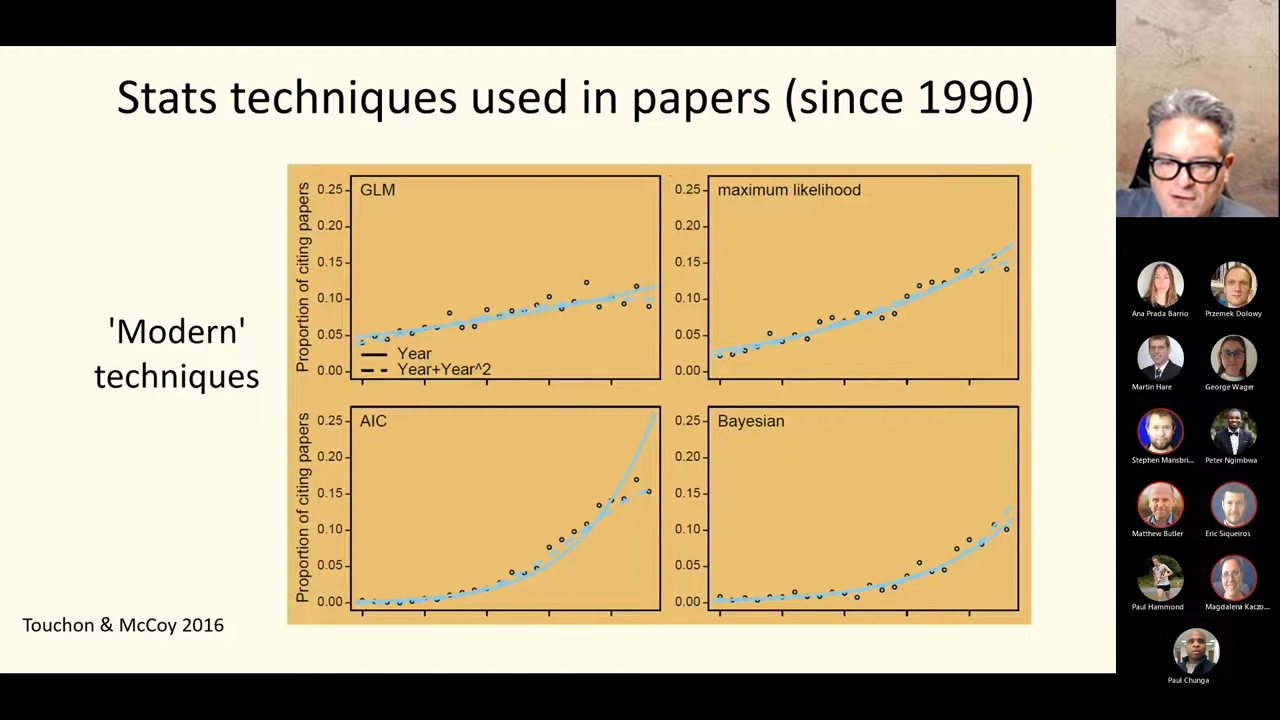 Stats techniques used in papers (since 1990)
'Modern'
techniques
Touchon & McCoy 2016
Proportion of citing papers
0.25
0.20
0.15
0.10
0.05
0.00
GLM
Year
Year+Year^2
0.25
0.20
0.15
0.10
0.05
0.00
maximum likelihood
Proportion of citing papers
0.25
0.20
0.15
0.10
0.05
0.00
AIC
0.25
0.20
0.15
0.10
0.05
0.00
Bayesian
Ana Prada Barrio
Przemek Dolowy
Martin Hare
George Wager
Stephen Mansbri...
Peter Ngimbwa
Matthew Butler
Eric Siqueiros
Paul Hammond
Magdalena Kaczo...
Paul Chunga